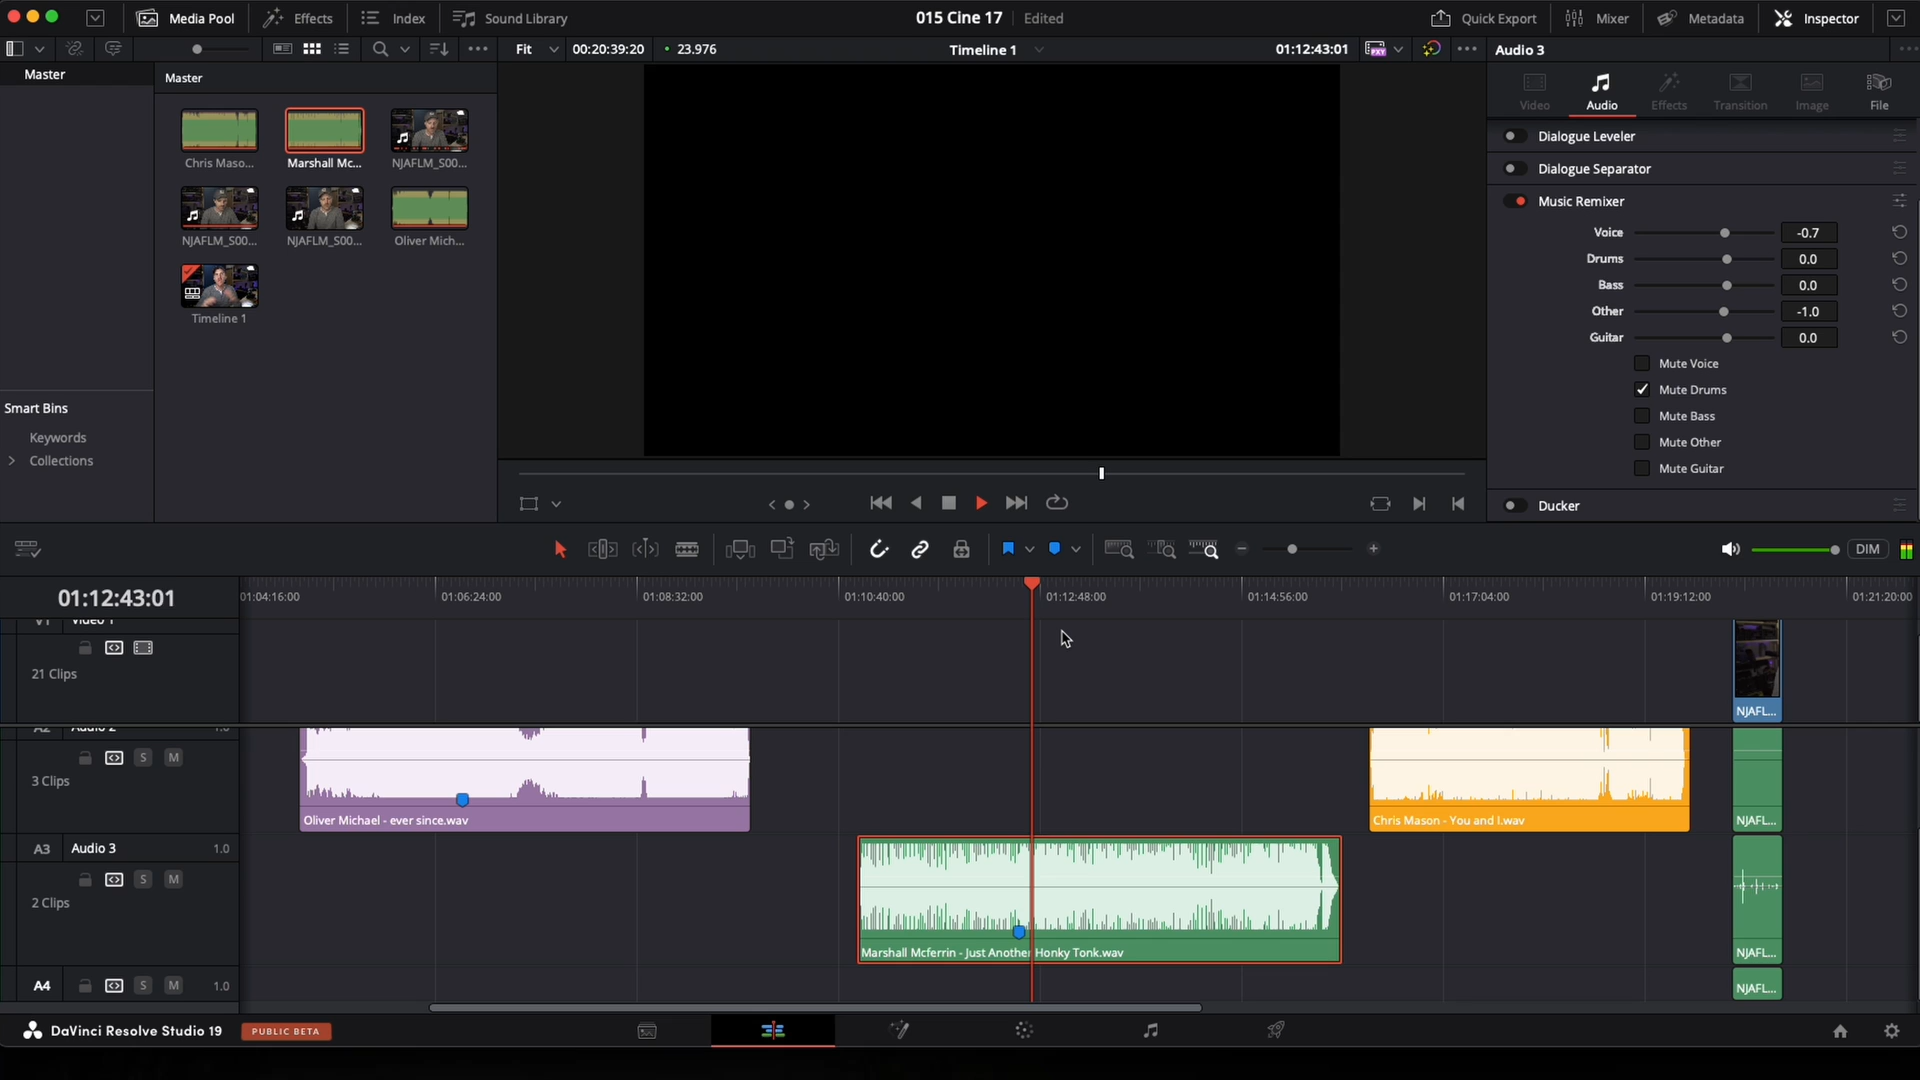 Media Pool
Effects
Index
Sound Library
015 Cine 17
Edited
Quick Export
Mixer
Metadata
Inspector
Fit
00:20:39:20
23.976
Timeline 1
01:12:43:01
PXY
Audio 3
Master
Master
Video
Audio
Effects
Transition
Image
File
Chris Maso...
Marshall Mc...
NJAFLM_S00...
NJAFLM_S00...
NJAFLM_S00...
Oliver Mich...
Timeline 1
Smart Bins
Keywords
Collections
Dialogue Leveler
Dialogue Separator
Music Remixer
Voice
-0.7
Drums
0.0
Bass
0.0
Other
-1.0
Guitar
0.0
Mute Voice
Mute Drums
Mute Bass
Mute Other
Mute Guitar
Ducker
DIM
01:12:43:01
01:04:16:00
01:06:24:00
01:08:32:00
01:10:40:00
01:12:48:00
01:14:56:00
01:17:04:00
01:19:12:00
01:21:20:00
V1
Video 1
21 Clips
NJAFL...
A2
Audio 2
1.0
S
M
3 Clips
Oliver Michael - ever since.wav
Chris Mason - You and I.wav
NJAFL...
A3
Audio 3
1.0
S
M
2 Clips
Marshall Mcferrin - Just Another Honky Tonk.wav
NJAFL...
A4
S
M
1.0
NJAFL...
DaVinci Resolve Studio 19
PUBLIC BETA